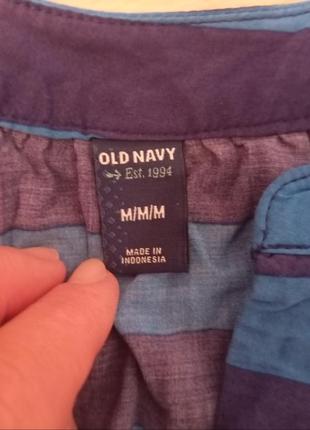 OLD NAVY
Est. 1994
M/M/M
MADE IN
INDONESIA